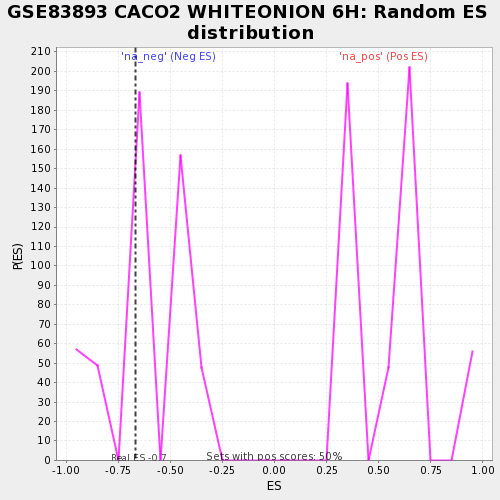 GSE83893 CACO2 WHITEONION 6H: Random ES
distribution
'na_neg' (Neg ES)
'na_pos' (Pos ES)
210
200
190
180
170
160
150
140
130
120
110
100
90
80
70
60
50
40
30
20
10
0
P(ES)
Real ES -0.7
Sets with pos scores: 50%
-1.00 -0.75 -0.50 -0.25 0.00 0.25 0.50 0.75 1.00
ES